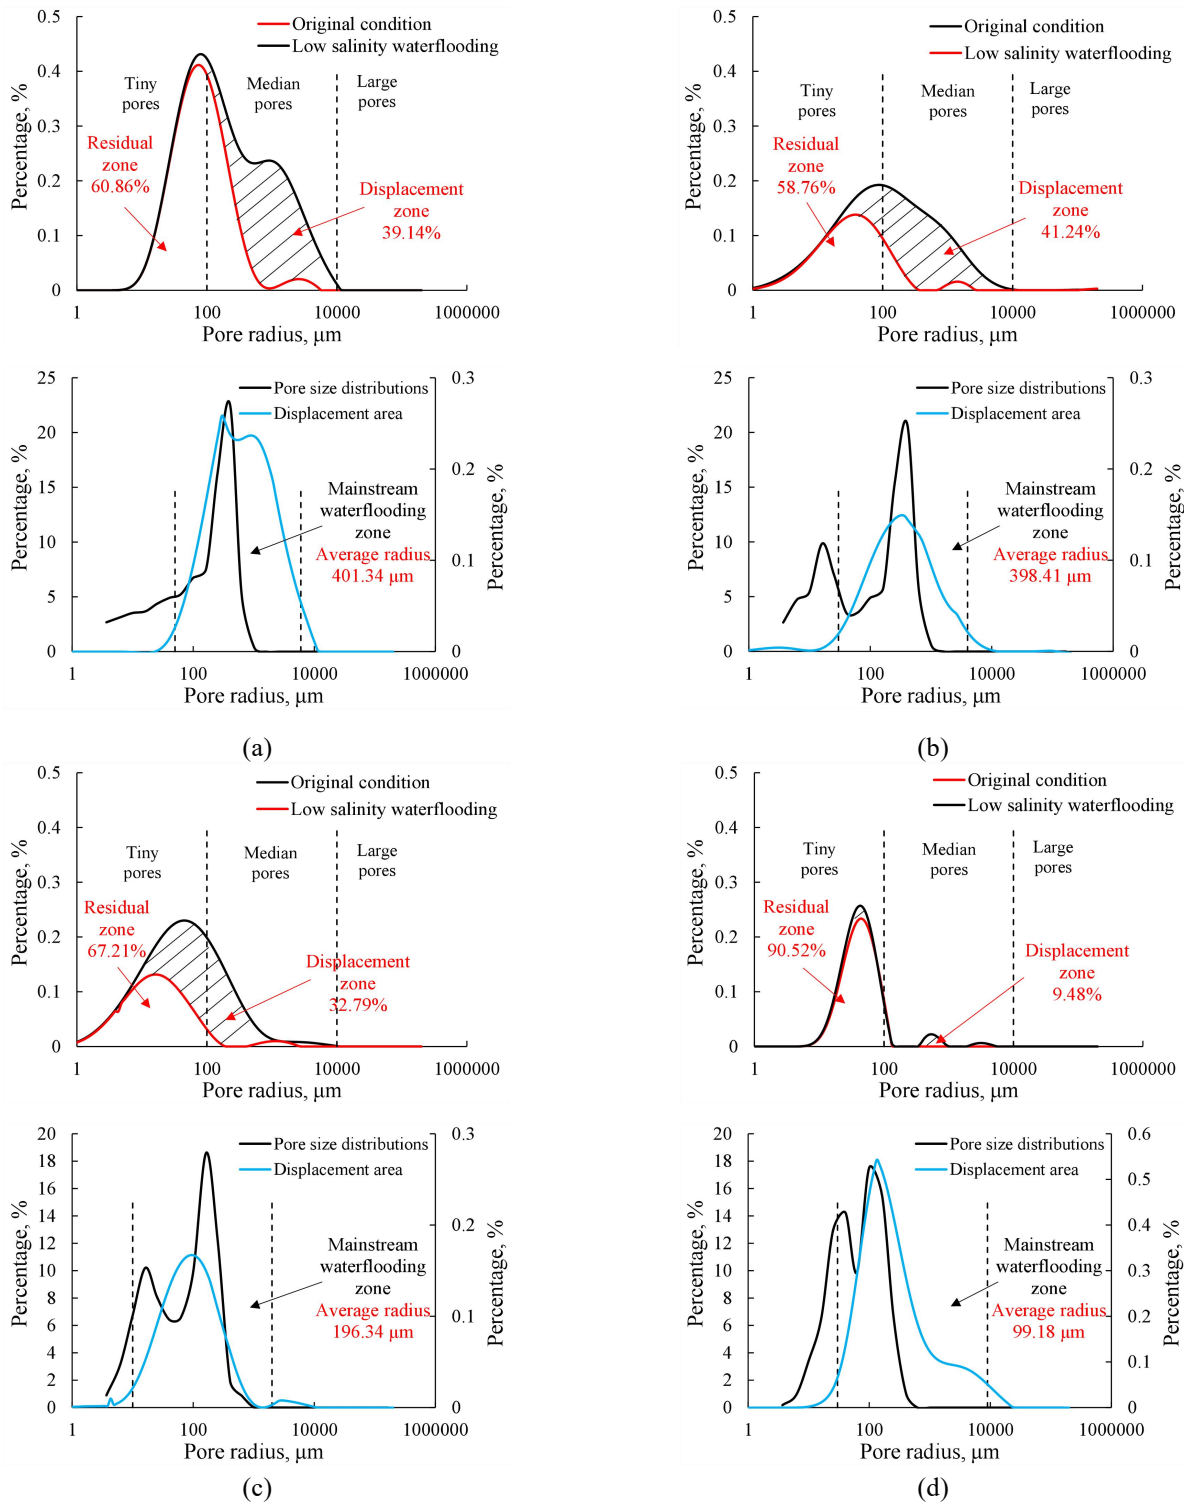 0.5
Original condition
Low salinity waterflooding
0.4
0.3
0.2
0.1
0
Percentage, %
Tiny
pores
Median
pores
Large
pores
Residual
zone
60.86%
Displacement
zone
39.14%
1 100 10000 1000000
Pore radius, μm
0.5
Original condition
Low salinity waterflooding
0.4
0.3
0.2
0.1
0
Percentage, %
Tiny
pores
Median
pores
Large
pores
Residual
zone
58.76%
Displacement
zone
41.24%
1 100 10000 1000000
Pore radius, μm
25
20
15
10
5
0
Percentage, %
Pore size distributions
Displacement area
0.3
0.2
0.1
0
Percentage, %
Mainstream
waterflooding
zone
Average radius
401.34 μm
1 100 10000 1000000
Pore radius, μm
25
20
15
10
5
0
Percentage, %
Pore size distributions
Displacement area
0.3
0.2
0.1
0
Percentage, %
Mainstream
waterflooding
zone
Average radius
398.41 μm
1 100 10000 1000000
Pore radius, μm
(a)
(b)
0.5
Original condition
Low salinity waterflooding
0.4
0.3
0.2
0.1
0
Percentage, %
Tiny
pores
Median
pores
Large
pores
Residual
zone
67.21%
Displacement
zone
32.79%
1 100 10000 1000000
Pore radius, μm
0.5
Original condition
Low salinity waterflooding
0.4
0.3
0.2
0.1
0
Percentage, %
Tiny
pores
Median
pores
Large
pores
Residual
zone
90.52%
Displacement
zone
9.48%
1 100 10000 1000000
Pore radius, μm
20
18
16
14
12
10
8
6
4
2
0
Percentage, %
Pore size distributions
Displacement area
0.3
0.2
0.1
0
Percentage, %
Mainstream
waterflooding
zone
Average radius
196.34 μm
1 100 10000 1000000
Pore radius, μm
20
18
16
14
12
10
8
6
4
2
0
Percentage, %
Pore size distributions
Displacement area
0.6
0.5
0.4
0.3
0.2
0.1
0
Percentage, %
Mainstream
waterflooding
zone
Average radius
99.18 μm
1 100 10000 1000000
Pore radius, μm
(c)
(d)